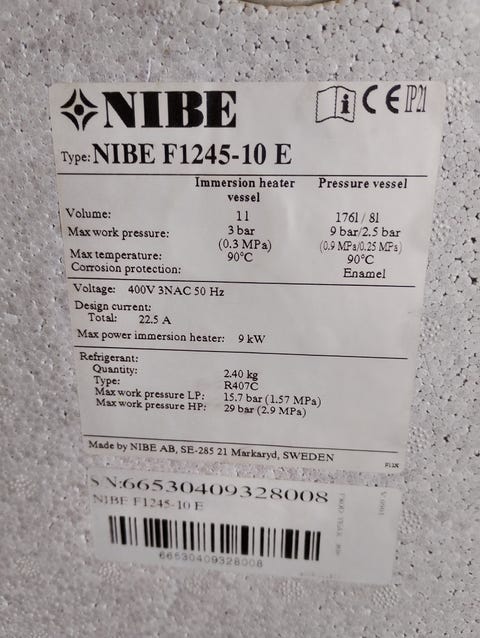 NIBE
CE IP21
Type: NIBE F1245-10 E
Immersion heater vessel Pressure vessel
Volume: 1l 176l / 8l
Max work pressure: 3 bar 9 bar/2.5 bar
(0.3 MPa) (0.9 MPa/0.25 MPa)
Max temperature: 90°C 90°C
Corrosion protection: Enamel
Voltage: 400V 3NAC 50 Hz
Design current:
Total: 22.5 A
Max power immersion heater: 9 kW
Refrigerant:
Quantity: 2.40 kg
Type: R407C
Max work pressure LP: 15.7 bar (1.57 MPa)
Max work pressure HP: 29 bar (2.9 MPa)
Made by NIBE AB, SE-285 21 Markaryd, SWEDEN
SN:66530409328008
NIBE F1245-10 E
66530409328008